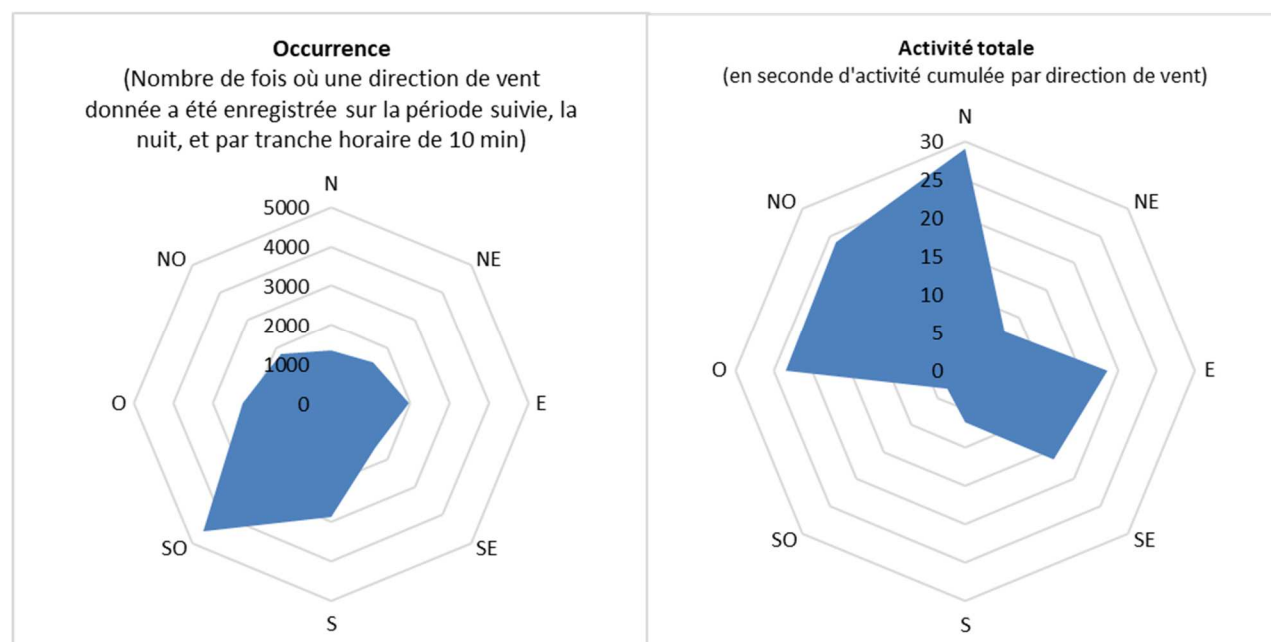 Occurrence
(Nombre de fois où une direction de vent
donnée a été enregistrée sur la période suivie, la
nuit, et par tranche horaire de 10 min)
N
5000
NE
4000
NO
3000
2000
1000
O
0
E
SO
SE
S
Activité totale
(en seconde d'activité cumulée par direction de vent)
N
30
25
NO
NE
20
15
10
5
O
0
E
SO
SE
S